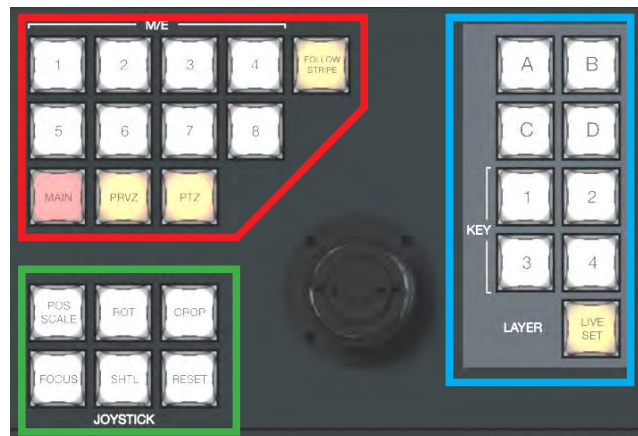 M/E
1
2
3
4
FOLLOW
STRIPE
5
6
7
8
MAIN
PRVZ
PTZ
POS
SCALE
ROT
CROP
FOCUS
SHTL
RESET
JOYSTICK
A
B
C
D
KEY
1
2
3
4
LAYER
LIVE
SET